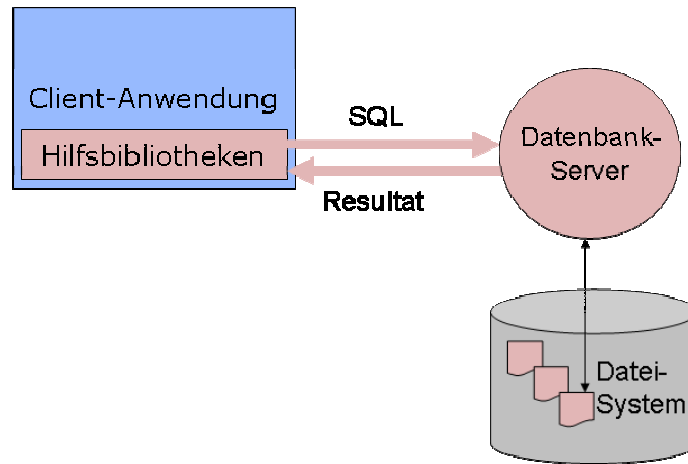 Client-Anwendung
Hilfsbibliotheken
SQL
Resultat
Datenbank-
Server
Datei-
System